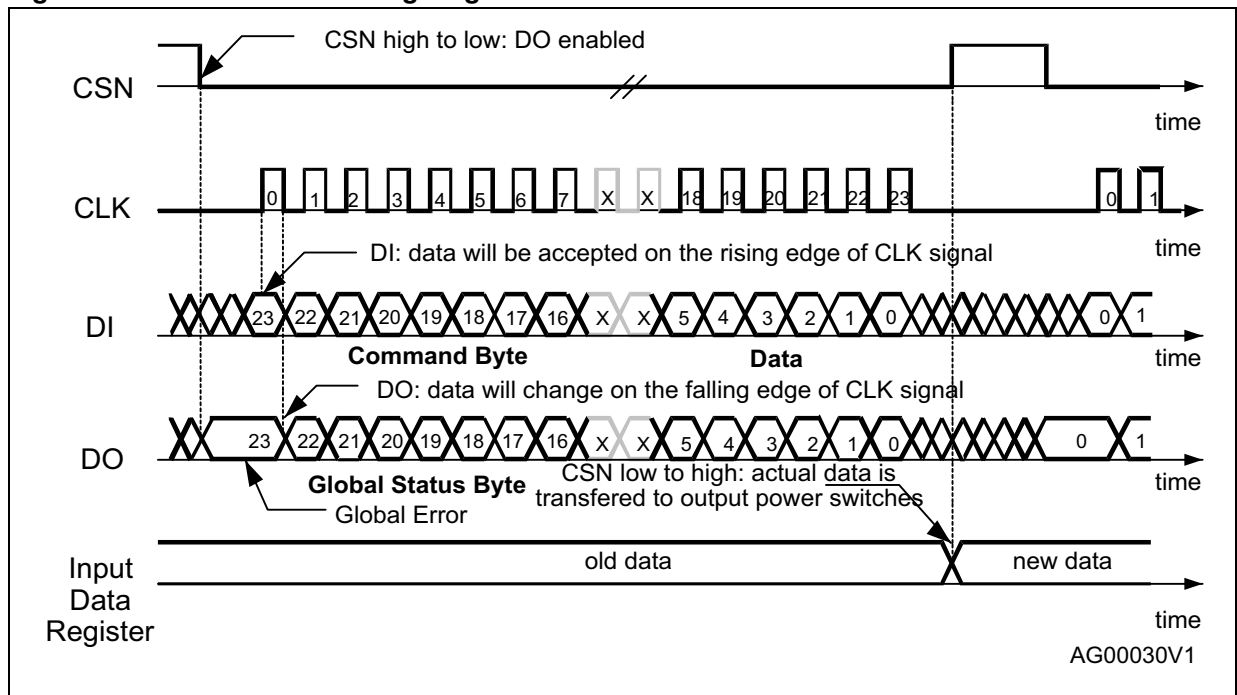 CSN high to low: DO enabled
CSN
time
0 1 2 3 4 5 6 7 X X 18 19 20 21 22 23 0 1
CLK
time
DI: data will be accepted on the rising edge of CLK signal
23 22 21 20 19 18 17 16 X X 5 4 3 2 1 0 0 1
DI
Command Byte Data
time
DO: data will change on the falling edge of CLK signal
23 22 21 20 19 18 17 16 X X 5 4 3 2 1 0 0 1
DO
Global Status Byte
CSN low to high: actual data is
transfered to output power switches
time
Global Error
old data new data
Input
Data
Register
time
AG00030V1